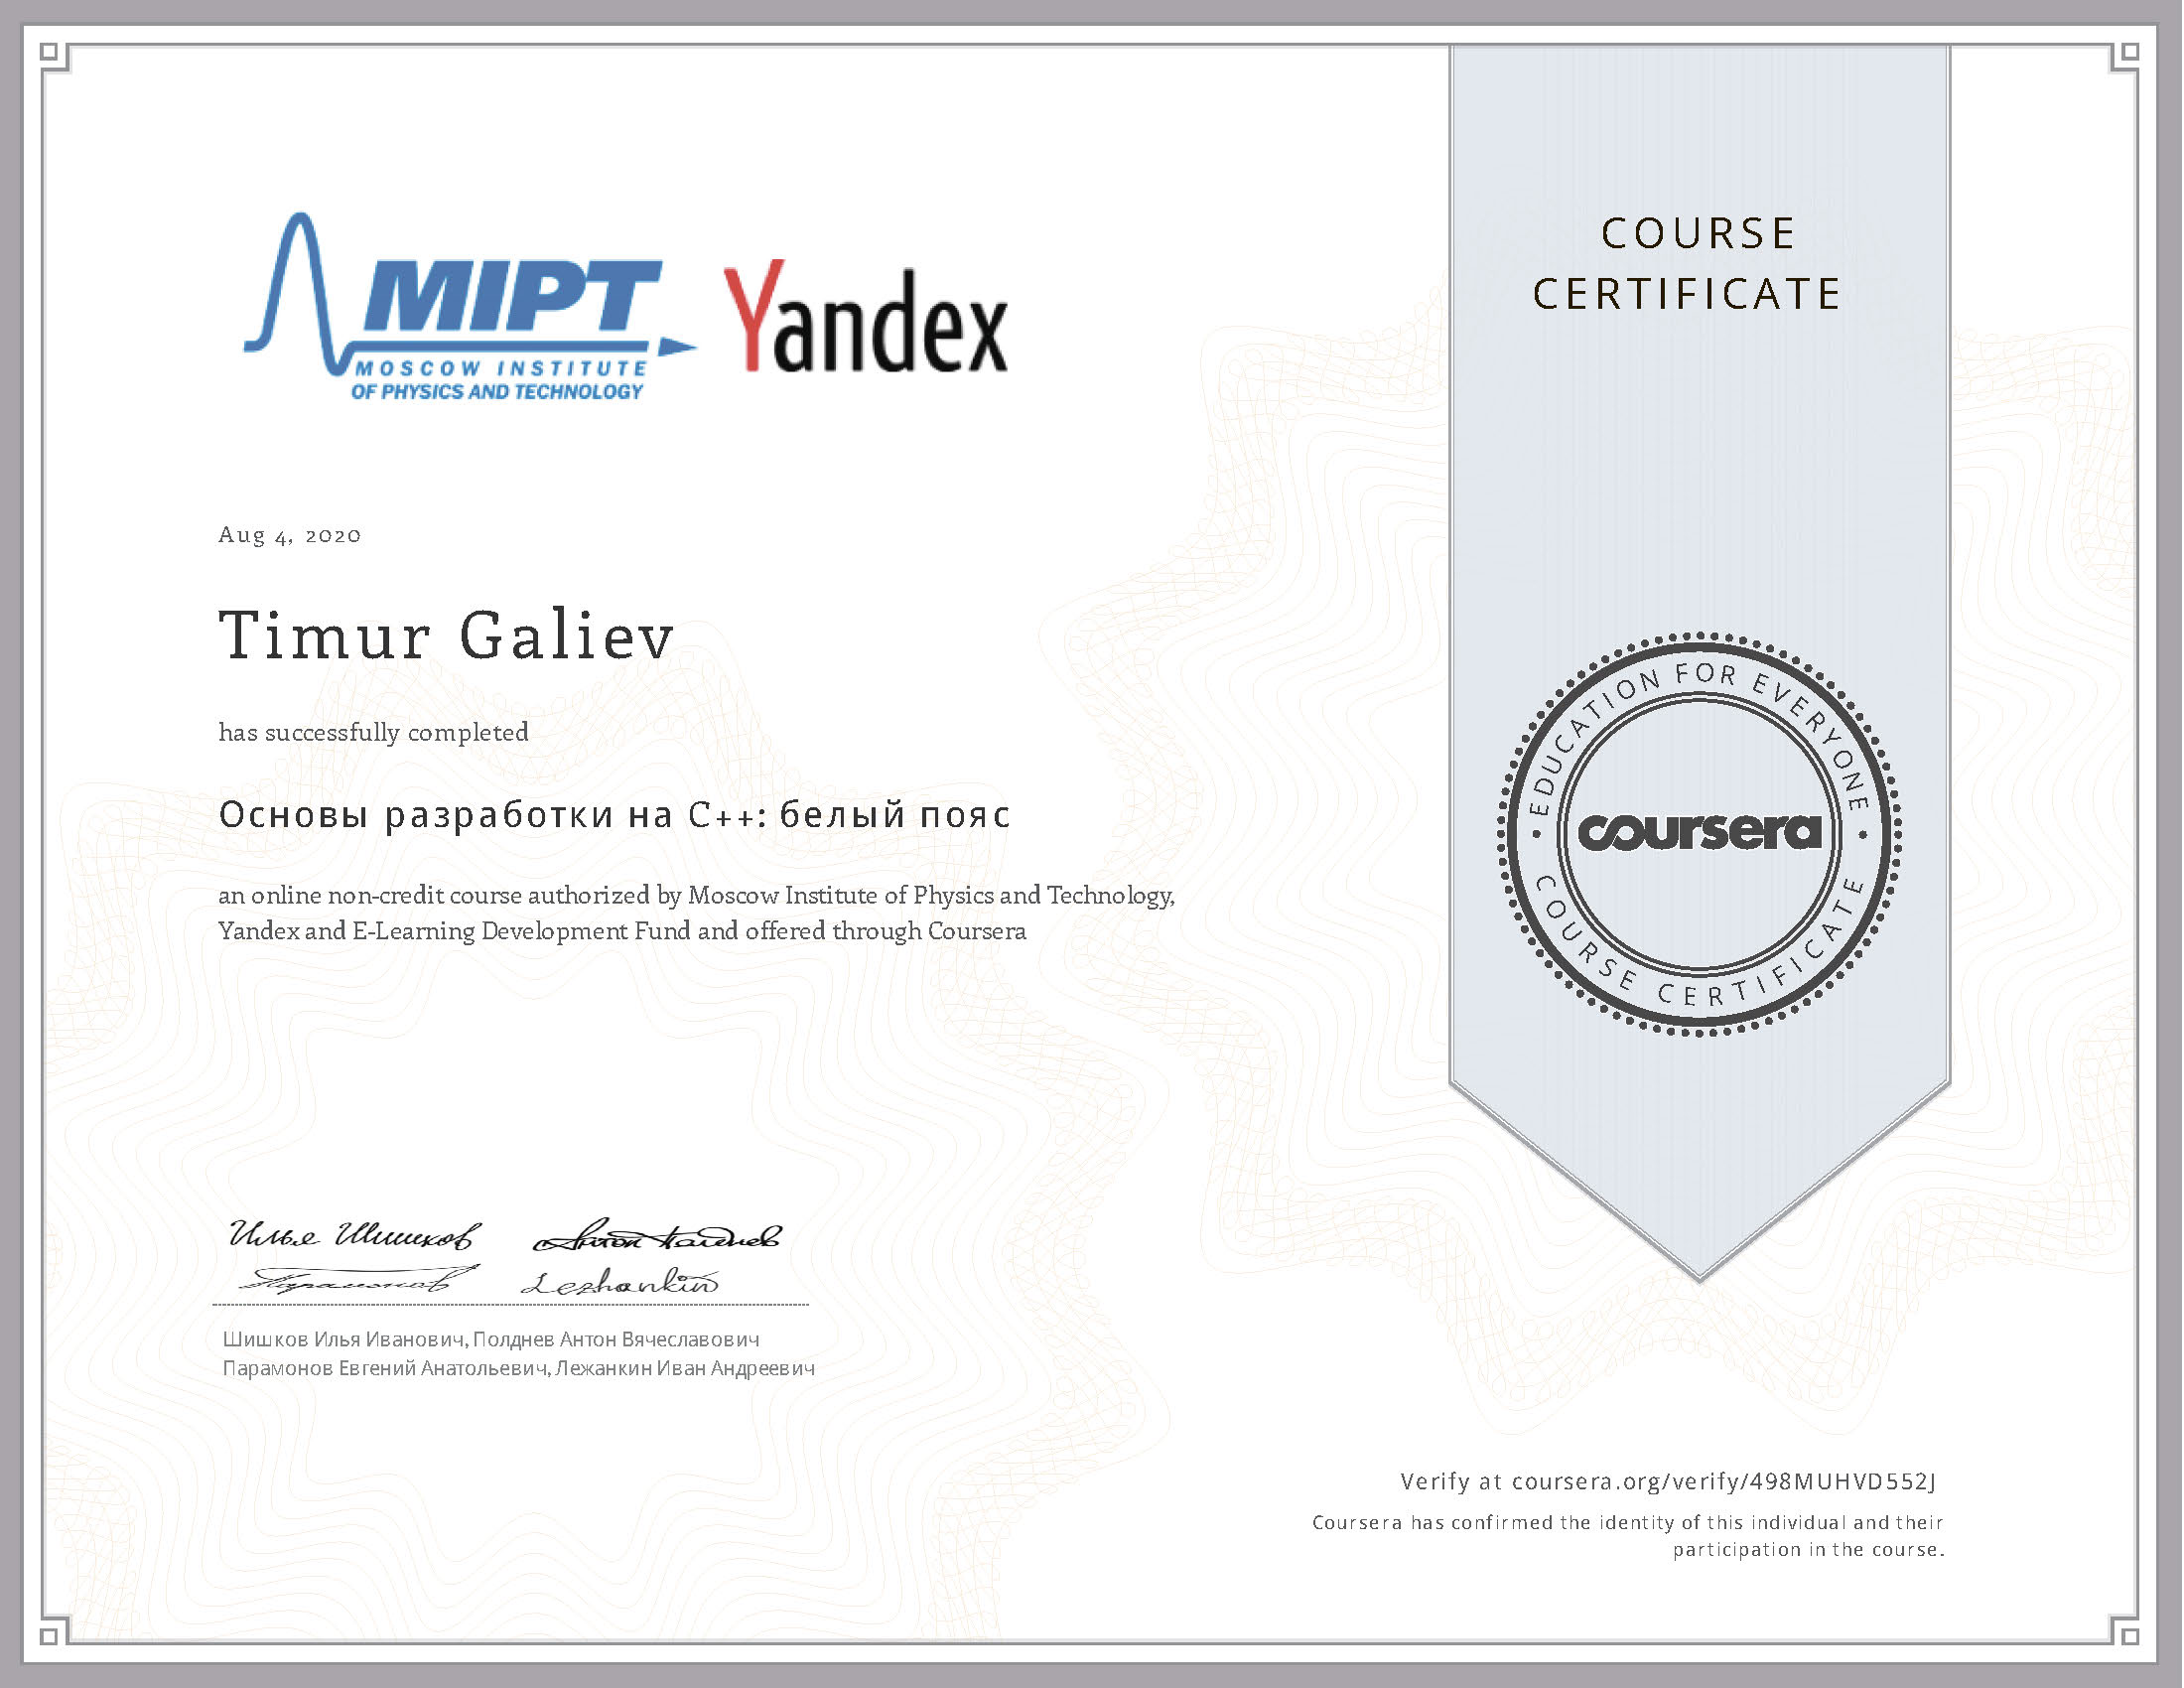 MIPT
MOSCOW INSTITUTE
OF PHYSICS AND TECHNOLOGY
Yandex
COURSE
CERTIFICATE
Aug 4, 2020
Timur Galiev
has successfully completed
Основы разработки на C++: белый пояс
an online non-credit course authorized by Moscow Institute of Physics and Technology,
Yandex and E-Learning Development Fund and offered through Coursera
EDUCATION FOR EVERYONE
coursera
COURSE CERTIFICATE
Илья Шишков
Антон Полднев
Парамонов
Lezhankin
Шишков Илья Иванович, Полднев Антон Вячеславович
Парамонов Евгений Анатольевич, Лежанкин Иван Андреевич
Verify at coursera.org/verify/498MUHVD552J
Coursera has confirmed the identity of this individual and their
participation in the course.